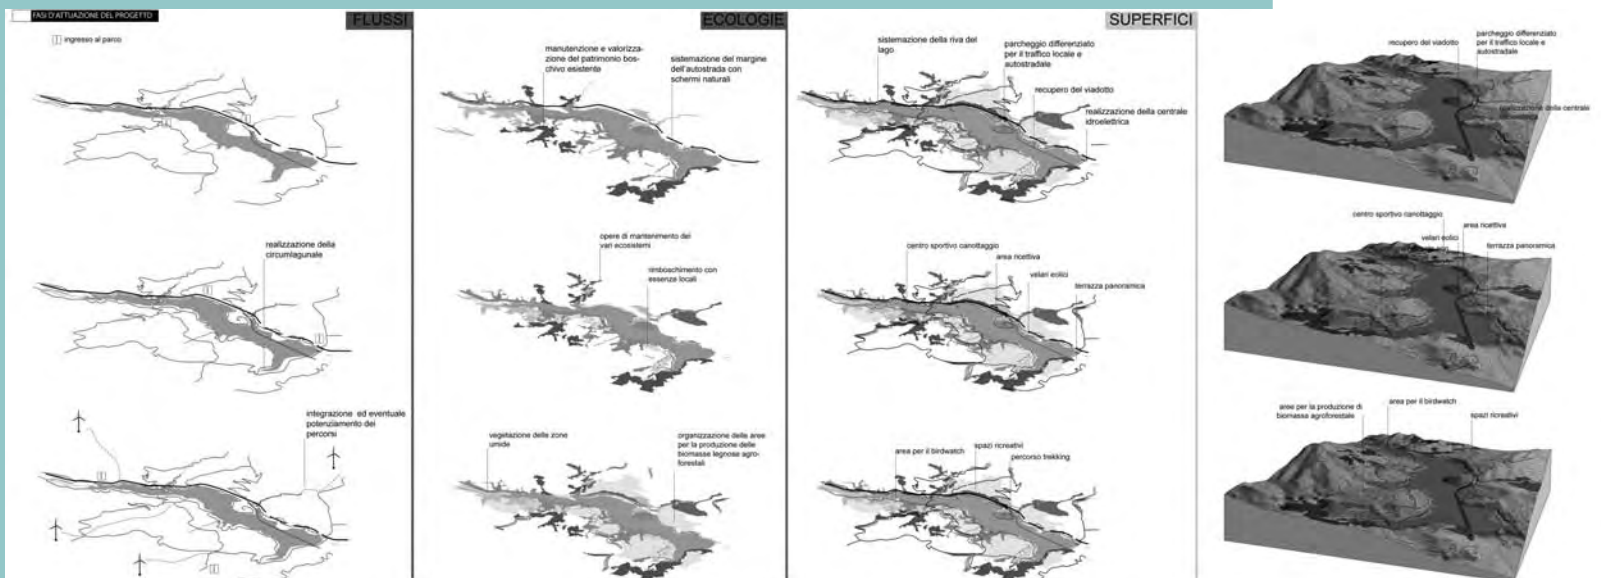 FASI D'ATTUAZIONE DEL PROGETTO
FLUSSI
ingresso al parco
realizzazione della
circumlagunale
integrazione ed eventuale
potenziamento dei
percorsi
ECOLOGIE
manutenzione e valorizza-
zione del patrimonio bos-
chivo esistente
sistemazione del margine
dell'autostrada con
schermi naturali
opere di mantenimento dei
vari ecosistemi
rimboschimento con
essenza locali
vegetazione delle zone
umide
organizzazione delle aree
per la produzione delle
biomasse legnose agro-
forestali
SUPERFICI
sistemazione della riva del
lago
parcheggio differenziato
per il traffico locale e
autostradale
recupero del viadotto
realizzazione della centrale
idroelettrica
centro sportivo canottaggio
area ricettiva
velari eolici
terrazza panoramica
area per il birdwatch
spazi ricreativi
percorso trekking
recupero del viadotto
parcheggio differenziato
per il traffico locale e
autostradale
realizzazione della centrale
centro sportivo canottaggio
area ricettiva
velari eolici
terrazza panoramica
aree per la produzione di
biomassa agroforestale
area per il birdwatch
spazi ricreativi